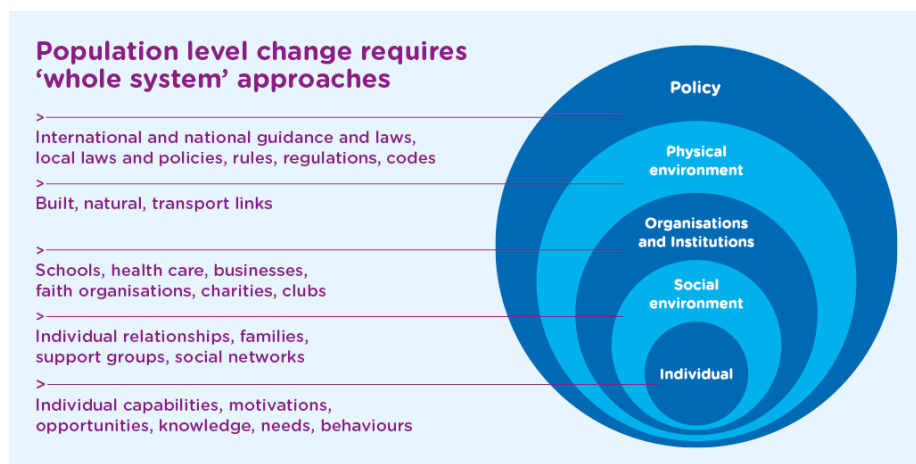 Population level change requires
‘whole system’ approaches
>
International and national guidance and laws,
local laws and policies, rules, regulations, codes
>
Built, natural, transport links
>
Schools, health care, businesses,
faith organisations, charities, clubs
>
Individual relationships, families,
support groups, social networks
>
Individual capabilities, motivations,
opportunities, knowledge, needs, behaviours
Policy
Physical
environment
Organisations
and Institutions
Social
environment
Individual